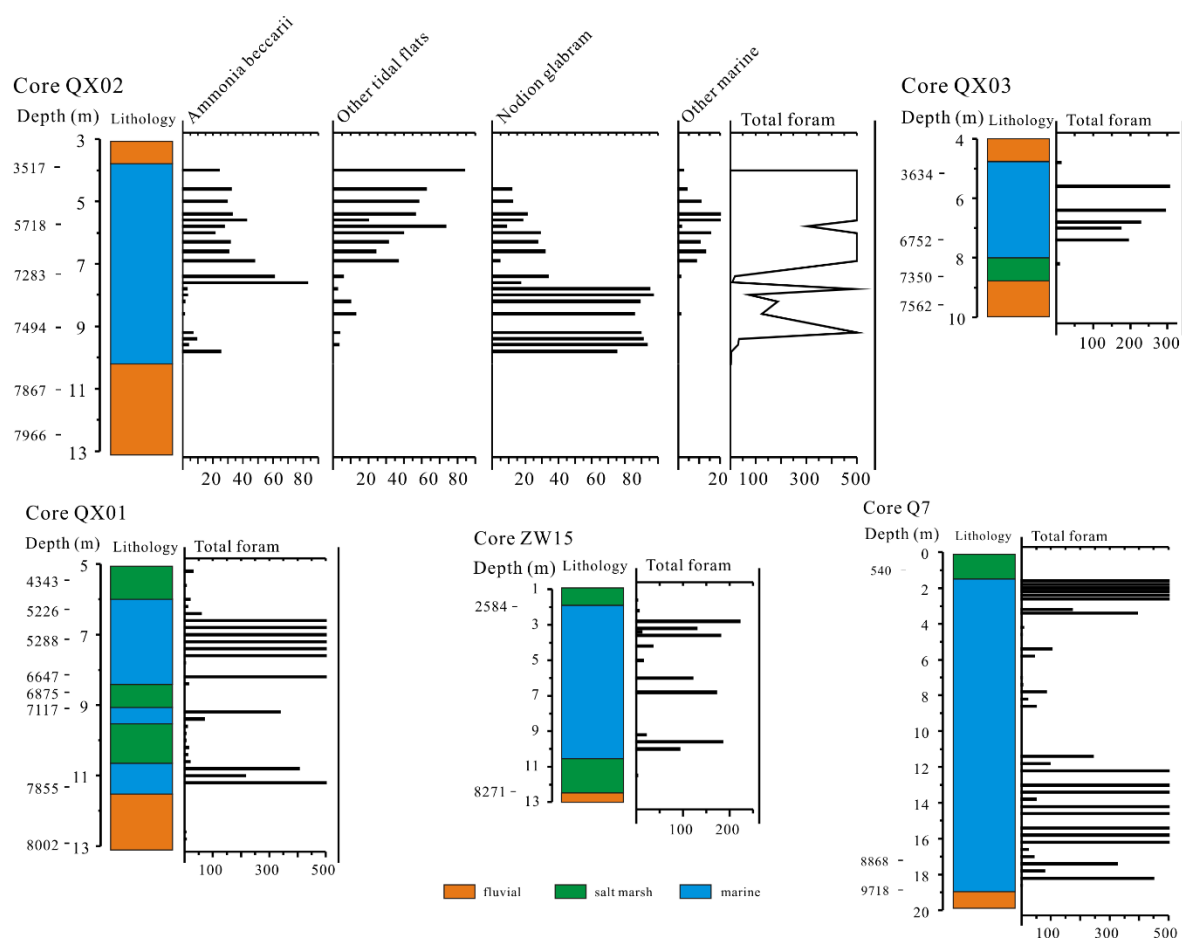 Core QX02
Depth (m)
Lithology
Ammonia beccarii
Other tidal flats
Nodion glabram
Other marine
Total foram
3
5
7
9
11
13
3517
5718
7283
7494
7867
7966
20 40 60 80
20 40 60 80
20 40 60 80
20
100 300 500
Core QX03
Depth (m)
Lithology
Total foram
4
6
8
10
3634
6752
7350
7562
100 200 300
Core QX01
Depth (m)
Lithology
Total foram
5
7
9
11
13
4343
5226
5288
6647
6875
7117
7855
8002
100 300 500
Core ZW15
Depth (m)
Lithology
Total foram
1
3
5
7
9
11
13
2584
8271
100 200
Core Q7
Depth (m)
Lithology
Total foram
0
2
4
6
8
10
12
14
16
18
20
540
8868
9718
100 300 500
fluvial
salt marsh
marine